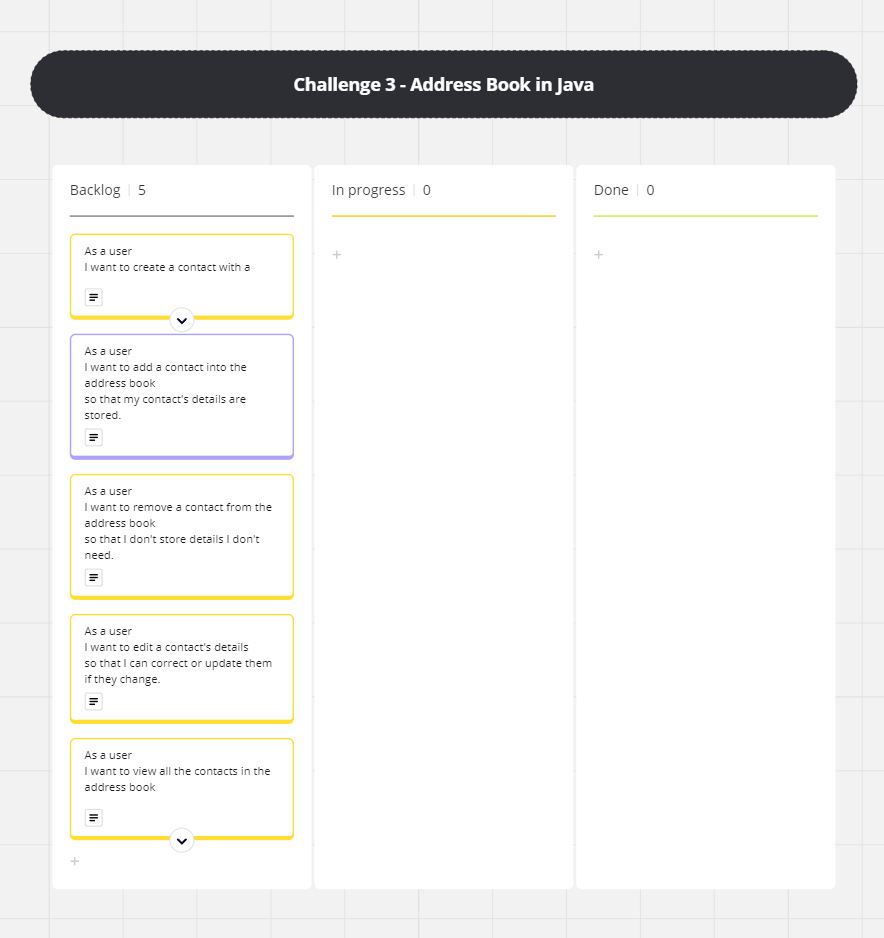 Challenge 3 - Address Book in Java
Backlog | 5
In progress | 0
Done | 0
As a user
I want to create a contact with a
As a user
I want to add a contact into the
address book
so that my contact's details are
stored.
As a user
I want to remove a contact from the
address book
so that I don't store details I don't
need.
As a user
I want to edit a contact's details
so that I can correct or update them
if they change.
As a user
I want to view all the contacts in the
address book